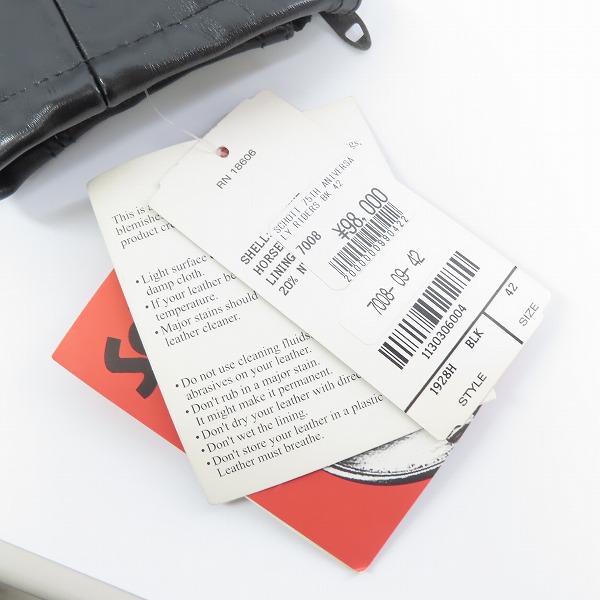 RN 18606
SHELL:
HORSE
LINING
20% N
SCHOTT 75TH ANIVERSA
LY RIDERS BK 42
7008
¥98,000
2000000990422
7008-09-42
1130306004
1928H BLK 42
STYLE SIZE
This is
blemishe
product
• Light surface
damp cloth.
• If your leather be
temperature.
• Major stains should
leather cleaner.
• Do not use cleaning fluids
abrasives on your leather.
• Don't rub in a major stain.
It might make it permanent.
• Don't dry your leather with direc
• Don't wet the lining.
• Don't store your leather in a plastic
Leather must breathe.